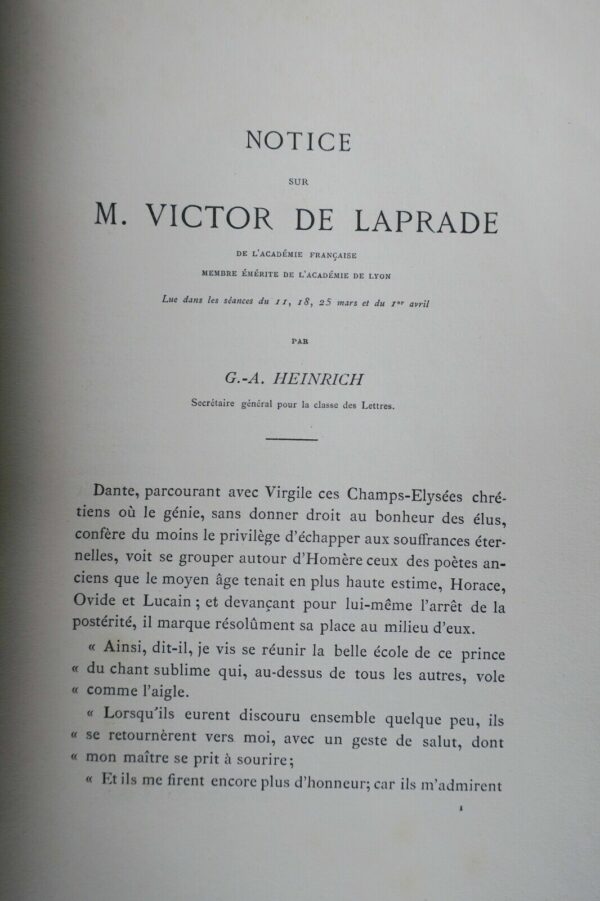 NOTICE
SUR
M. VICTOR DE LAPRADE
DE L'ACADÉMIE FRANÇAISE
MEMBRE ÉMÉRITE DE L'ACADÉMIE DE LYON
Lue dans les séances du 11, 18, 25 mars et du 1er avril
PAR
G.-A. HEINRICH
Secrétaire général pour la classe des Lettres.
Dante, parcourant avec Virgile ces Champs-Elysées chré-
tiens où le génie, sans donner droit au bonheur des élus,
confère du moins le privilège d'échapper aux souffrances éter-
nelles, voit se grouper autour d'Homère ceux des poètes an-
ciens que le moyen âge tenait en plus haute estime, Horace,
Ovide et Lucain ; et devançant pour lui-même l'arrêt de la
postérité, il marque résolûment sa place au milieu d'eux.
« Ainsi, dit-il, je vis se réunir la belle école de ce prince
« du chant sublime qui, au-dessus de tous les autres, vole
« comme l'aigle.
« Lorsqu'ils eurent discouru ensemble quelque peu, ils
« se retournèrent vers moi, avec un geste de salut, dont
« mon maître se prit à sourire;
« Et ils me firent encore plus d'honneur; car ils m'admirent
1